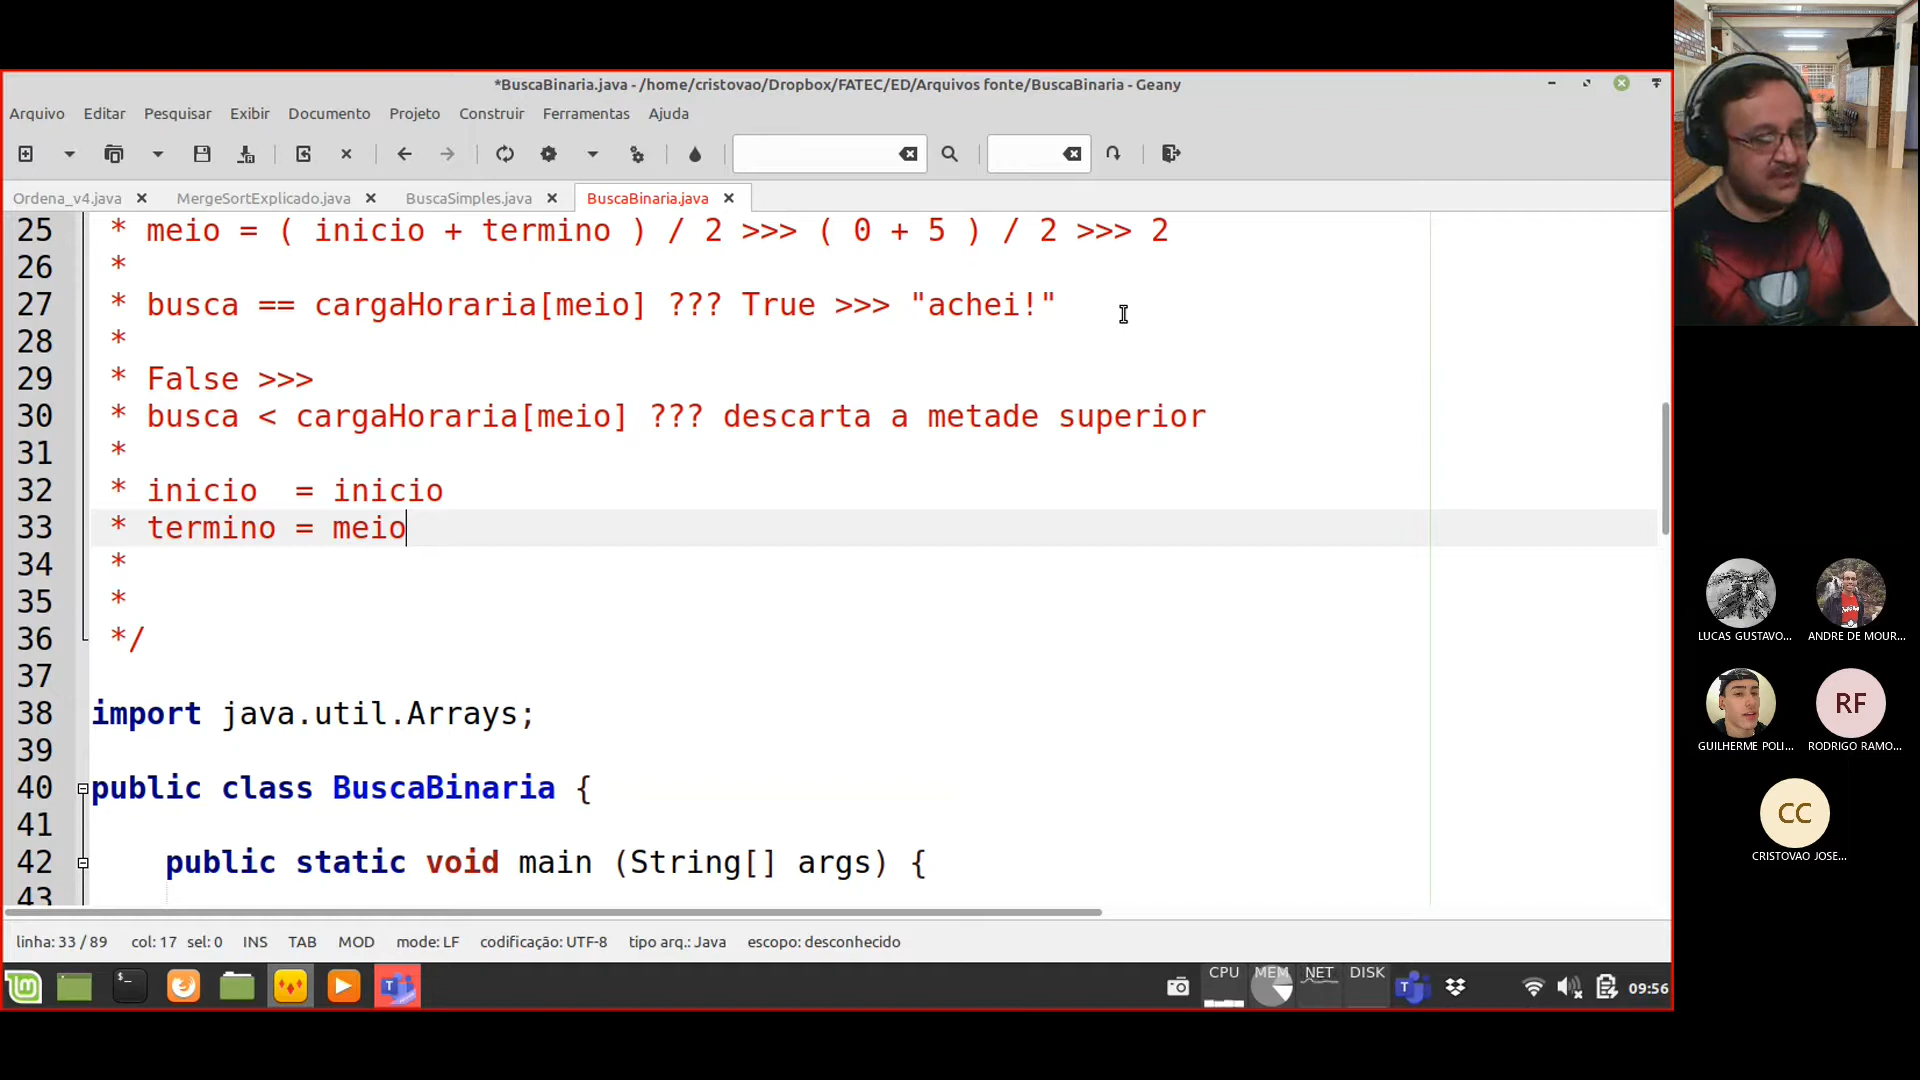 *BuscaBinaria.java - /home/cristovao/Dropbox/FATEC/ED/Arquivos fonte/BuscaBinaria - Geany
Arquivo Editar Pesquisar Exibir Documento Projeto Construir Ferramentas Ajuda
Ordena_v4.java MergeSortExplicado.java BuscaSimples.java BuscaBinaria.java
25 * meio = ( inicio + termino ) / 2 >>> ( 0 + 5 ) / 2 >>> 2
26 *
27 * busca == cargaHoraria[meio] ??? True >>> "achei!"
28 *
29 * False >>>
30 * busca < cargaHoraria[meio] ??? descarta a metade superior
31 *
32 * inicio  = inicio
33 * termino = meio
34 *
35 *
36 */
37
38 import java.util.Arrays;
39
40 public class BuscaBinaria {
41
42     public static void main (String[] args) {
43
linha: 33 / 89 col: 17 sel: 0 INS TAB MOD mode: LF codificação: UTF-8 tipo arq.: Java escopo: desconhecido
CPU MEM NET DISK
09:56
LUCAS GUSTAVO... ANDRE DE MOUR...
RF
GUILHERME POLI... RODRIGO RAMO...
CC
CRISTOVAO JOSE...